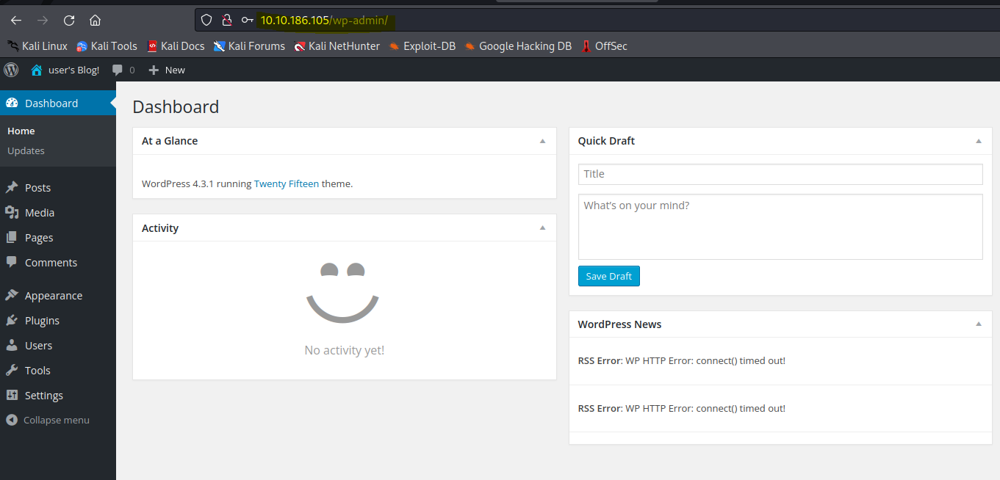 10.10.186.105/wp-admin/
Kali Linux Kali Tools Kali Docs Kali Forums Kali NetHunter Exploit-DB Google Hacking DB OffSec
user's Blog! 0 New
Dashboard
Home
Updates
Posts
Media
Pages
Comments
Appearance
Plugins
Users
Tools
Settings
Collapse menu
Dashboard
At a Glance
WordPress 4.3.1 running Twenty Fifteen theme.
Activity
No activity yet!
Quick Draft
Title
What's on your mind?
Save Draft
WordPress News
RSS Error: WP HTTP Error: connect() timed out!
RSS Error: WP HTTP Error: connect() timed out!